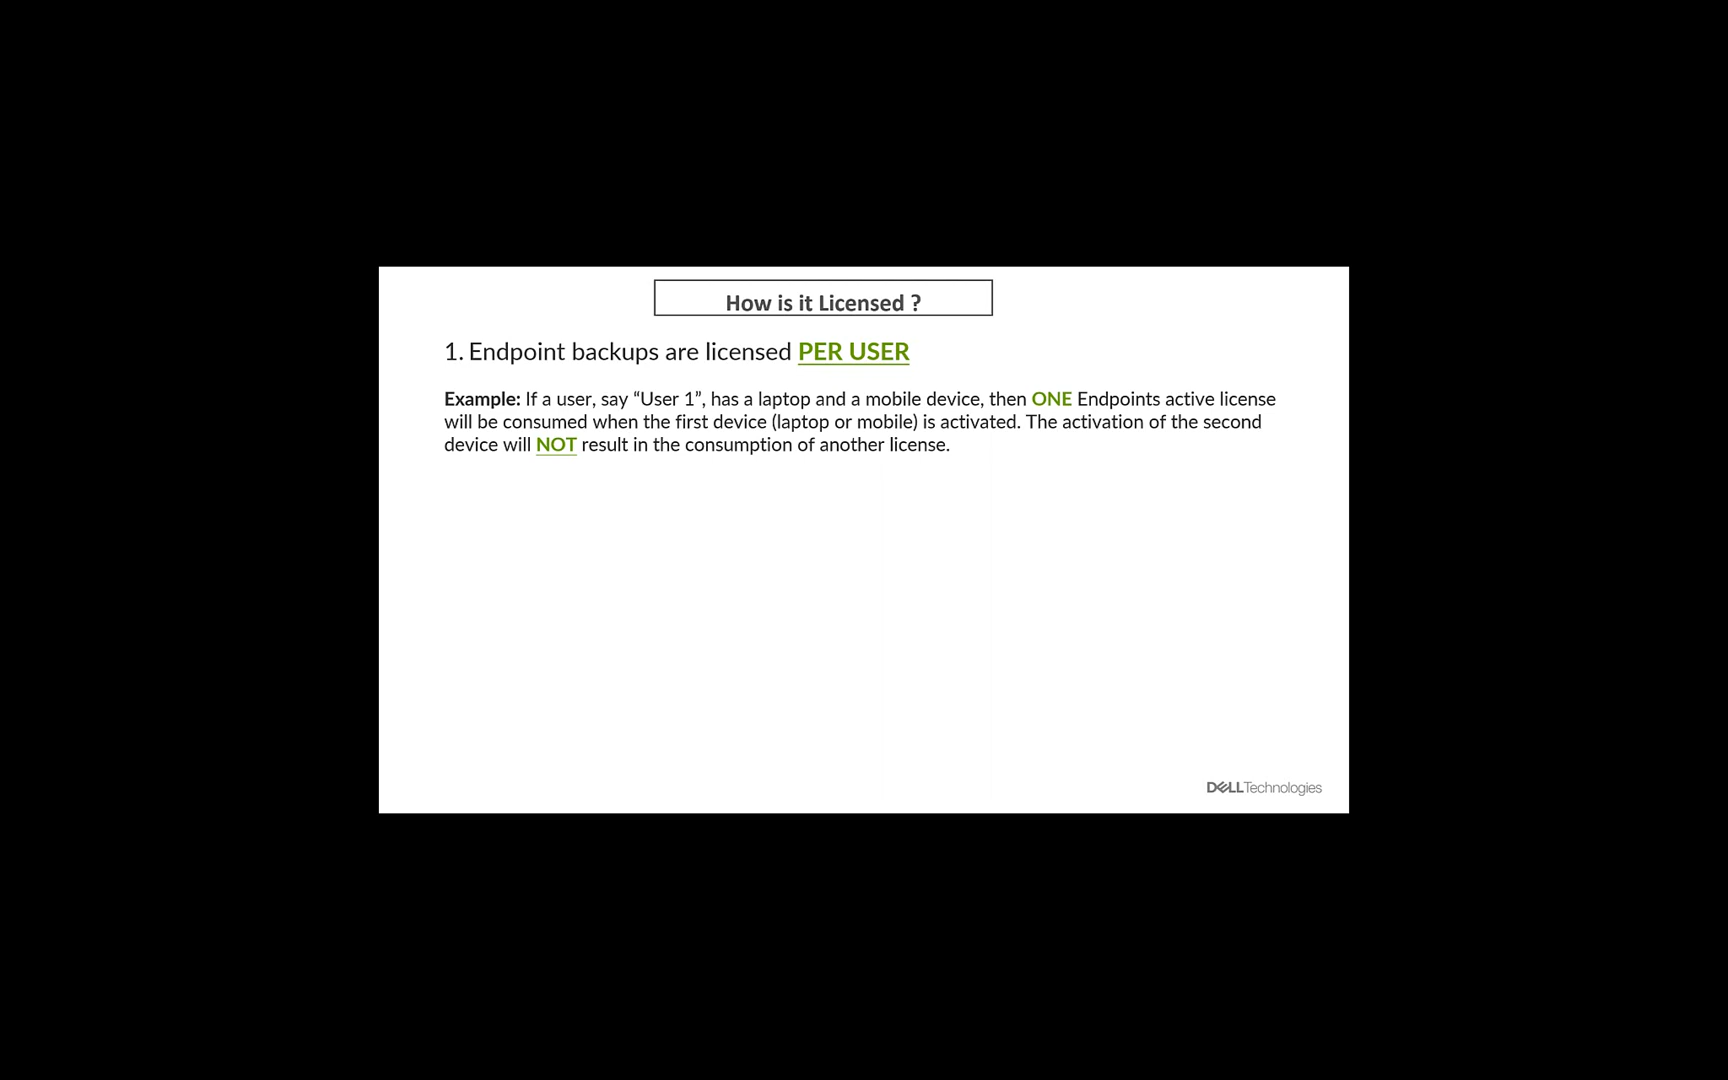 How is it Licensed ?
1. Endpoint backups are licensed PER USER
Example: If a user, say “User 1”, has a laptop and a mobile device, then ONE Endpoints active license
will be consumed when the first device (laptop or mobile) is activated. The activation of the second
device will NOT result in the consumption of another license.
DELLTechnologies